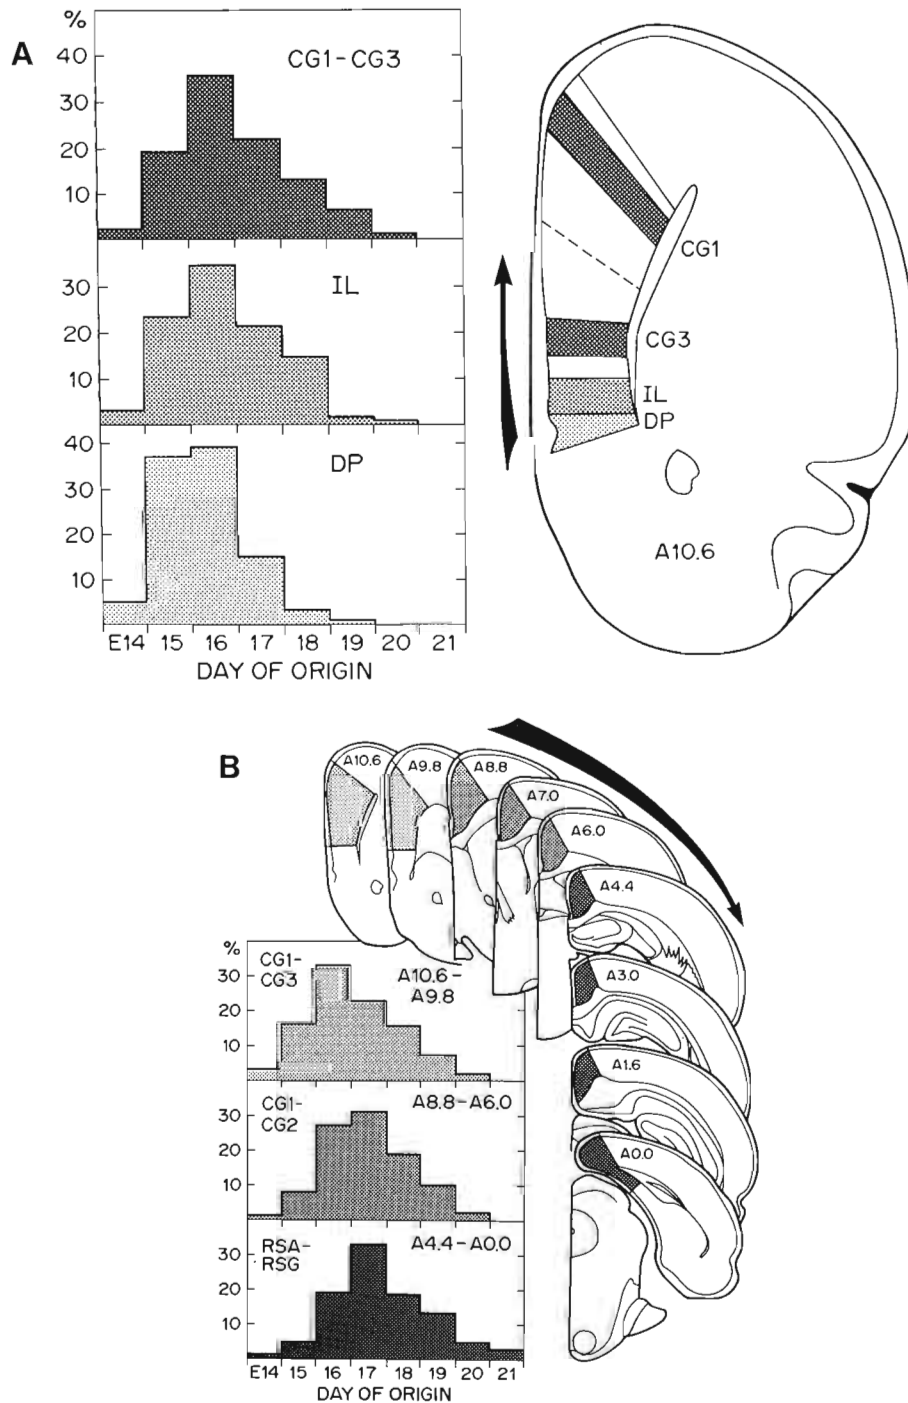 A
%
CG1-CG3
40
30
20
10
IL
30
20
10
DP
40
30
20
10
E14 15 16 17 18 19 20 21
DAY OF ORIGIN
CG1
CG3
IL
DP
A10.6
B
A10.6
A9.8
A8.8
A7.0
A6.0
A4.4
A3.0
A1.6
A0.0
%
CG1-
CG3
A10.6-
A9.8
30
20
10
CG1-
CG2
A8.8-A6.0
30
20
10
RSA-
RSG
A4.4-A0.0
30
20
10
E14 15 16 17 18 19 20 21
DAY OF ORIGIN